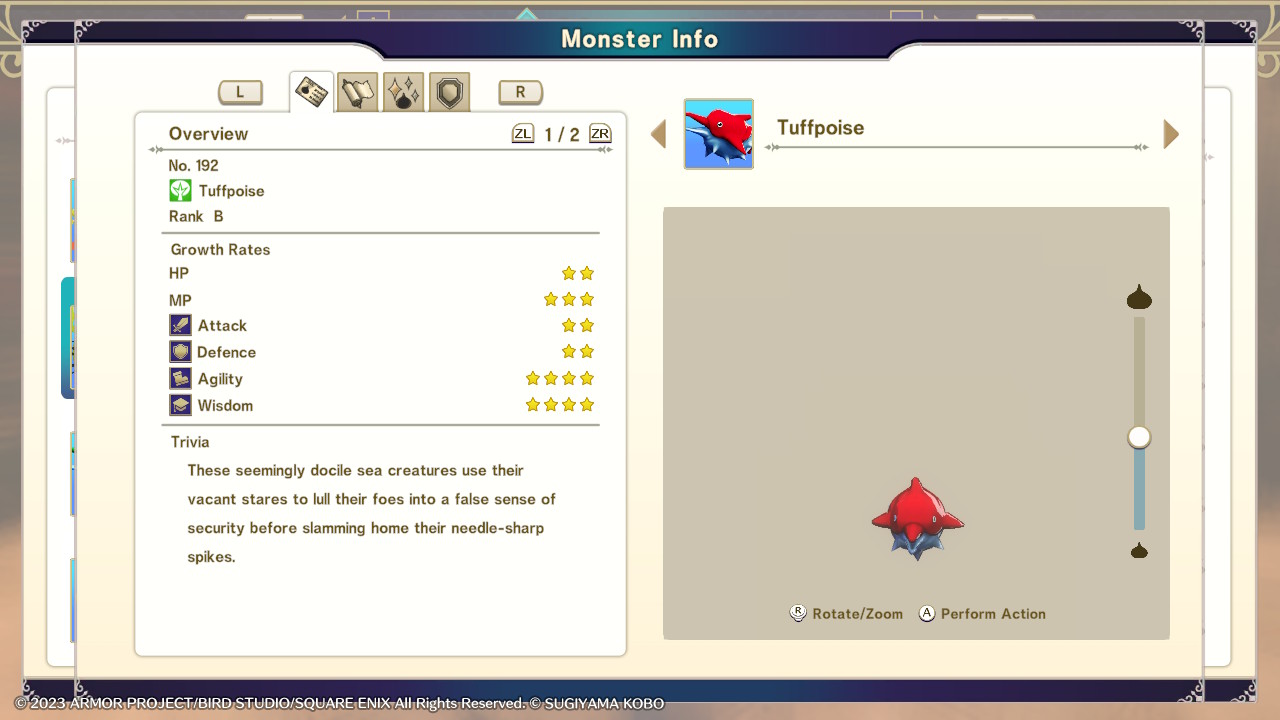 Monster Info
L
R
Overview
ZL 1 / 2 ZR
No. 192
Tuffpoise
Rank B
Growth Rates
HP
MP
Attack
Defence
Agility
Wisdom
Trivia
These seemingly docile sea creatures use their
vacant stares to lull their foes into a false sense of
security before slamming home their needle-sharp
spikes.
Tuffpoise
R Rotate/Zoom A Perform Action
© 2023 ARMOR PROJECT/BIRD STUDIO/SQUARE ENIX All Rights Reserved. © SUGIYAMA KOBO